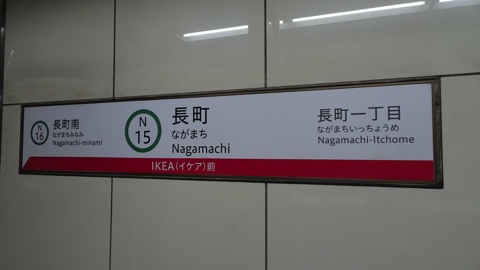 N
16
長町南
ながまちみなみ
Nagamachi-minami
N
15
長町
ながまち
Nagamachi
長町一丁目
ながまちいっちょうめ
Nagamachi-Itchome
IKEA(イケア)前